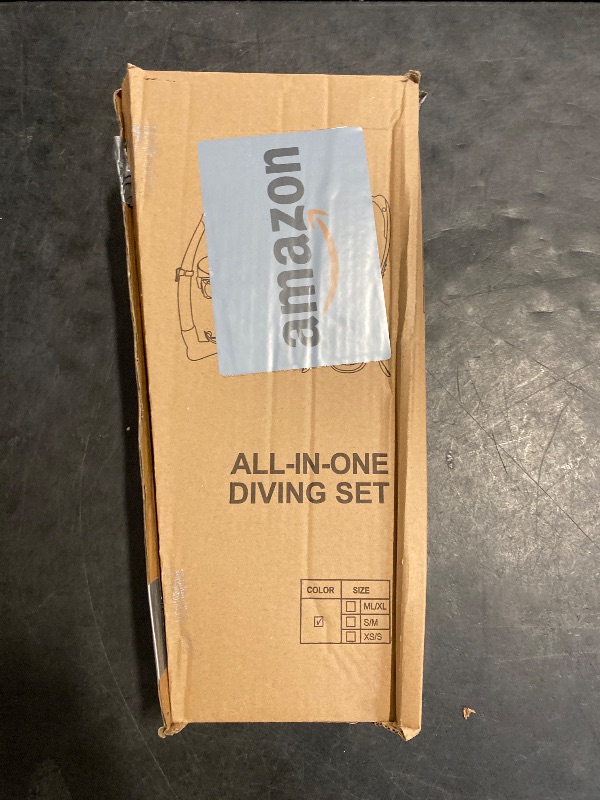 amazon
ALL-IN-ONE
DIVING SET
COLOR SIZE
ML/XL
S/M
XS/S